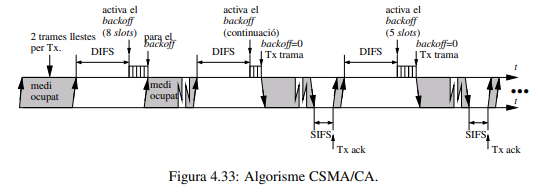 activa el
backoff
(8 slots)
para el
backoff
2 trames llestes
per Tx.
DIFS
activa el
backoff
(continuació)
DIFS
backoff=0
Tx trama
activa el
backoff
(5 slots)
DIFS
backoff=0
Tx trama
t
medi
ocupat
medi
ocupat
t
SIFS
Tx ack
SIFS
Tx ack
Figura 4.33: Algorisme CSMA/CA.